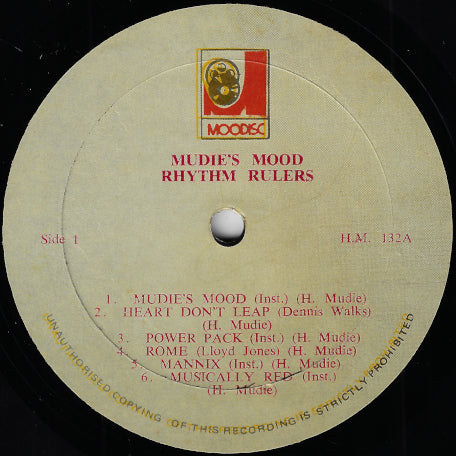 MOODISC
MUDIE'S MOOD
RHYTHM RULERS
Side 1
H.M. 132A
1. MUDIE'S MOOD (Inst.) (H. Mudie)
2. HEART DON'T LEAP (Dennis Walks)
(H. Mudie)
3. POWER PACK (Inst.) (H. Mudie)
4. ROME (Lloyd Jones) (H. Mudie)
5. MANNIX (Inst.) (H. Mudie)
6. MUSICALLY RED (Inst.)
(H. Mudie)
UNAUTHORISED COPYING OF THIS RECORDING IS STRICTLY PROHIBITED